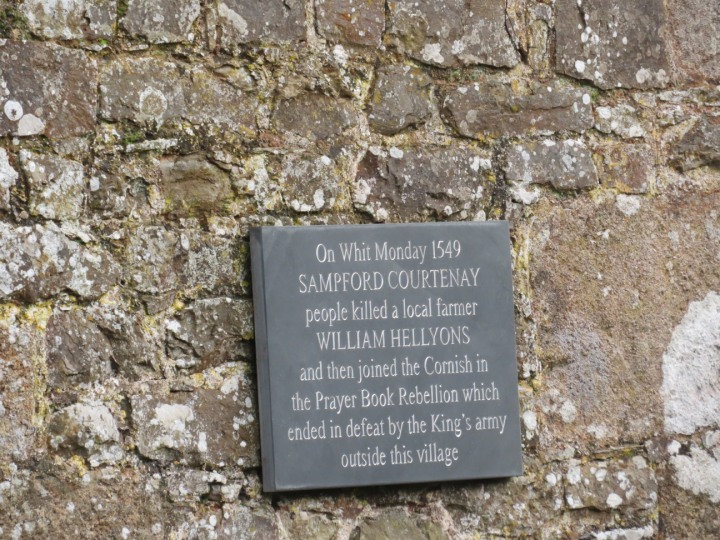 On Whit Monday 1549
SAMPFORD COURTENAY
people killed a local farmer
WILLIAM HELLYONS
and then joined the Cornish in
the Prayer Book Rebellion which
ended in defeat by the King's army
outside this village